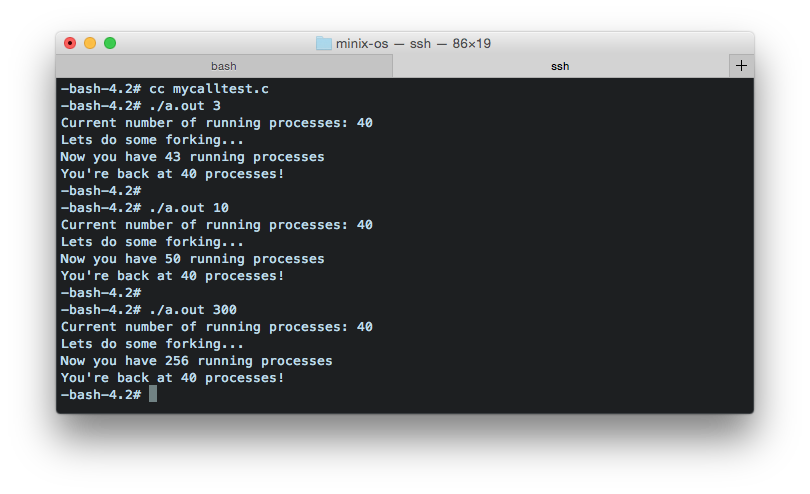 minix-os — ssh — 86×19
bash
ssh
+
-bash-4.2# cc mycalltest.c
-bash-4.2# ./a.out 3
Current number of running processes: 40
Lets do some forking...
Now you have 43 running processes
You're back at 40 processes!
-bash-4.2#
-bash-4.2# ./a.out 10
Current number of running processes: 40
Lets do some forking...
Now you have 50 running processes
You're back at 40 processes!
-bash-4.2#
-bash-4.2# ./a.out 300
Current number of running processes: 40
Lets do some forking...
Now you have 256 running processes
You're back at 40 processes!
-bash-4.2#